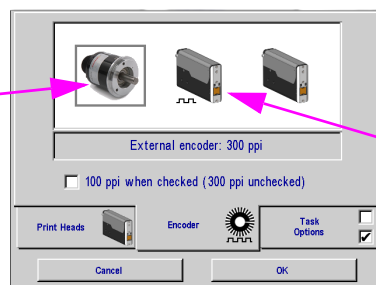 External encoder: 300 ppi
100 ppi when checked (300 ppi unchecked)
Print Heads
Encoder
Task
Options
Cancel
OK